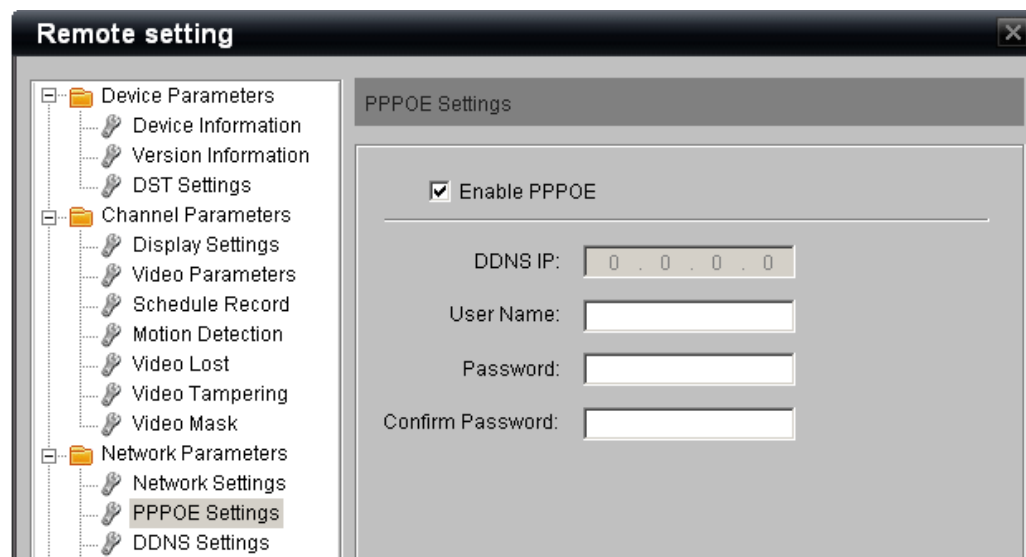 Remote setting
Device Parameters
Device Information
Version Information
DST Settings
Channel Parameters
Display Settings
Video Parameters
Schedule Record
Motion Detection
Video Lost
Video Tampering
Video Mask
Network Parameters
Network Settings
PPPOE Settings
DDNS Settings
PPPOE Settings
Enable PPPOE
DDNS IP: 0 . 0 . 0 . 0
User Name:
Password:
Confirm Password: